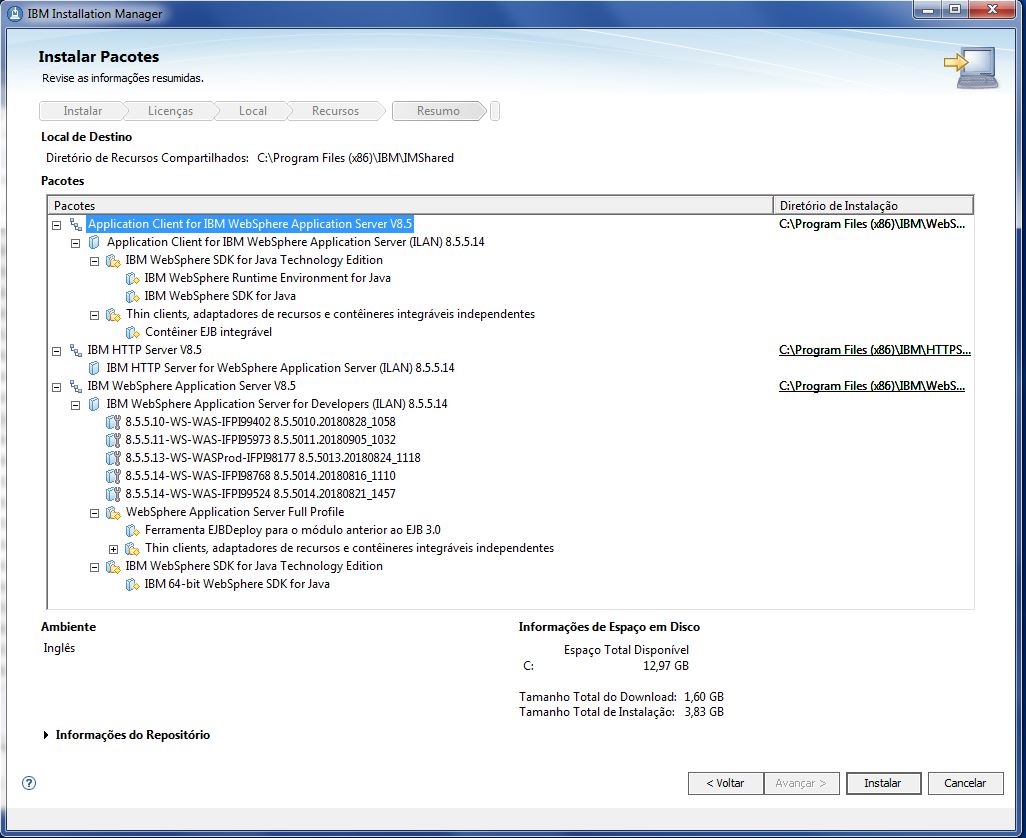 IBM Installation Manager
Instalar Pacotes
Revise as informações resumidas.
Instalar Licenças Local Recursos Resumo
Local de Destino
Diretório de Recursos Compartilhados: C:\Program Files (x86)\IBM\IMShared
Pacotes
Pacotes Diretório de Instalação
Application Client for IBM WebSphere Application Server V8.5 C:\Program Files (x86)\IBM\WebS...
Application Client for IBM WebSphere Application Server (ILAN) 8.5.5.14
IBM WebSphere SDK for Java Technology Edition
IBM WebSphere Runtime Environment for Java
IBM WebSphere SDK for Java
Thin clients, adaptadores de recursos e contêineres integráveis independentes
Contêiner EJB integrável
IBM HTTP Server V8.5 C:\Program Files (x86)\IBM\HTTPS...
IBM HTTP Server for WebSphere Application Server (ILAN) 8.5.5.14
IBM WebSphere Application Server V8.5 C:\Program Files (x86)\IBM\WebS...
IBM WebSphere Application Server for Developers (ILAN) 8.5.5.14
8.5.5.10-WS-WAS-IFPI99402 8.5.5010.20180828_1058
8.5.5.11-WS-WAS-IFPI95973 8.5.5011.20180905_1032
8.5.5.13-WS-WASProd-IFPI98177 8.5.5013.20180824_1118
8.5.5.14-WS-WAS-IFPI98768 8.5.5014.20180816_1110
8.5.5.14-WS-WAS-IFPI99524 8.5.5014.20180821_1457
WebSphere Application Server Full Profile
Ferramenta EJBDeploy para o módulo anterior ao EJB 3.0
Thin clients, adaptadores de recursos e contêineres integráveis independentes
IBM WebSphere SDK for Java Technology Edition
IBM 64-bit WebSphere SDK for Java
Ambiente
Inglês
Informações de Espaço em Disco
Espaço Total Disponível
C: 12,97 GB
Tamanho Total do Download: 1,60 GB
Tamanho Total de Instalação: 3,83 GB
Informações do Repositório
< Voltar Avançar > Instalar Cancelar